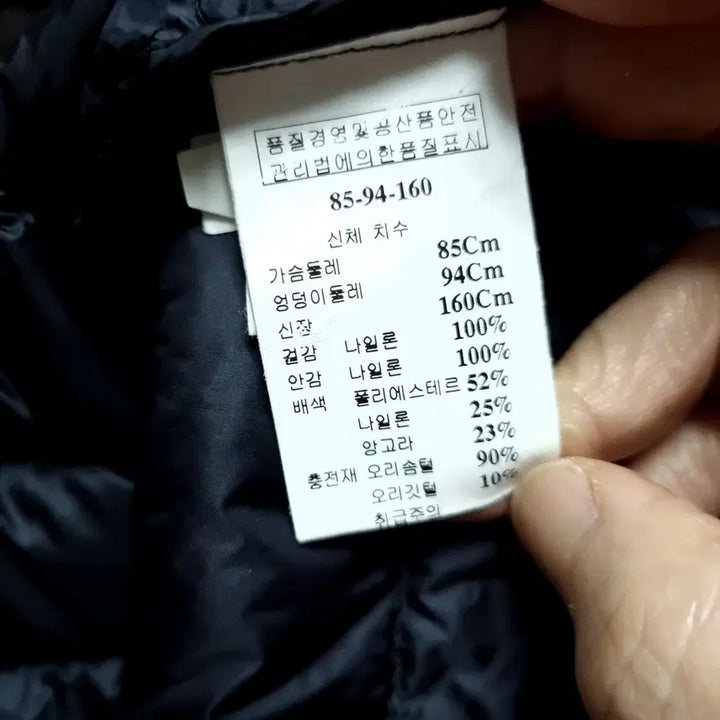 품질경영및공산품안전
관리법에의한품질표시
85-94-160
신체 치수
가슴둘레 85Cm
엉덩이둘레 94Cm
신장 160Cm
겉감 나일론 100%
안감 나일론 100%
배색 폴리에스테르 52%
나일론 25%
앙고라 23%
충전재 오리솜털 90%
오리깃털 10%
취급주의